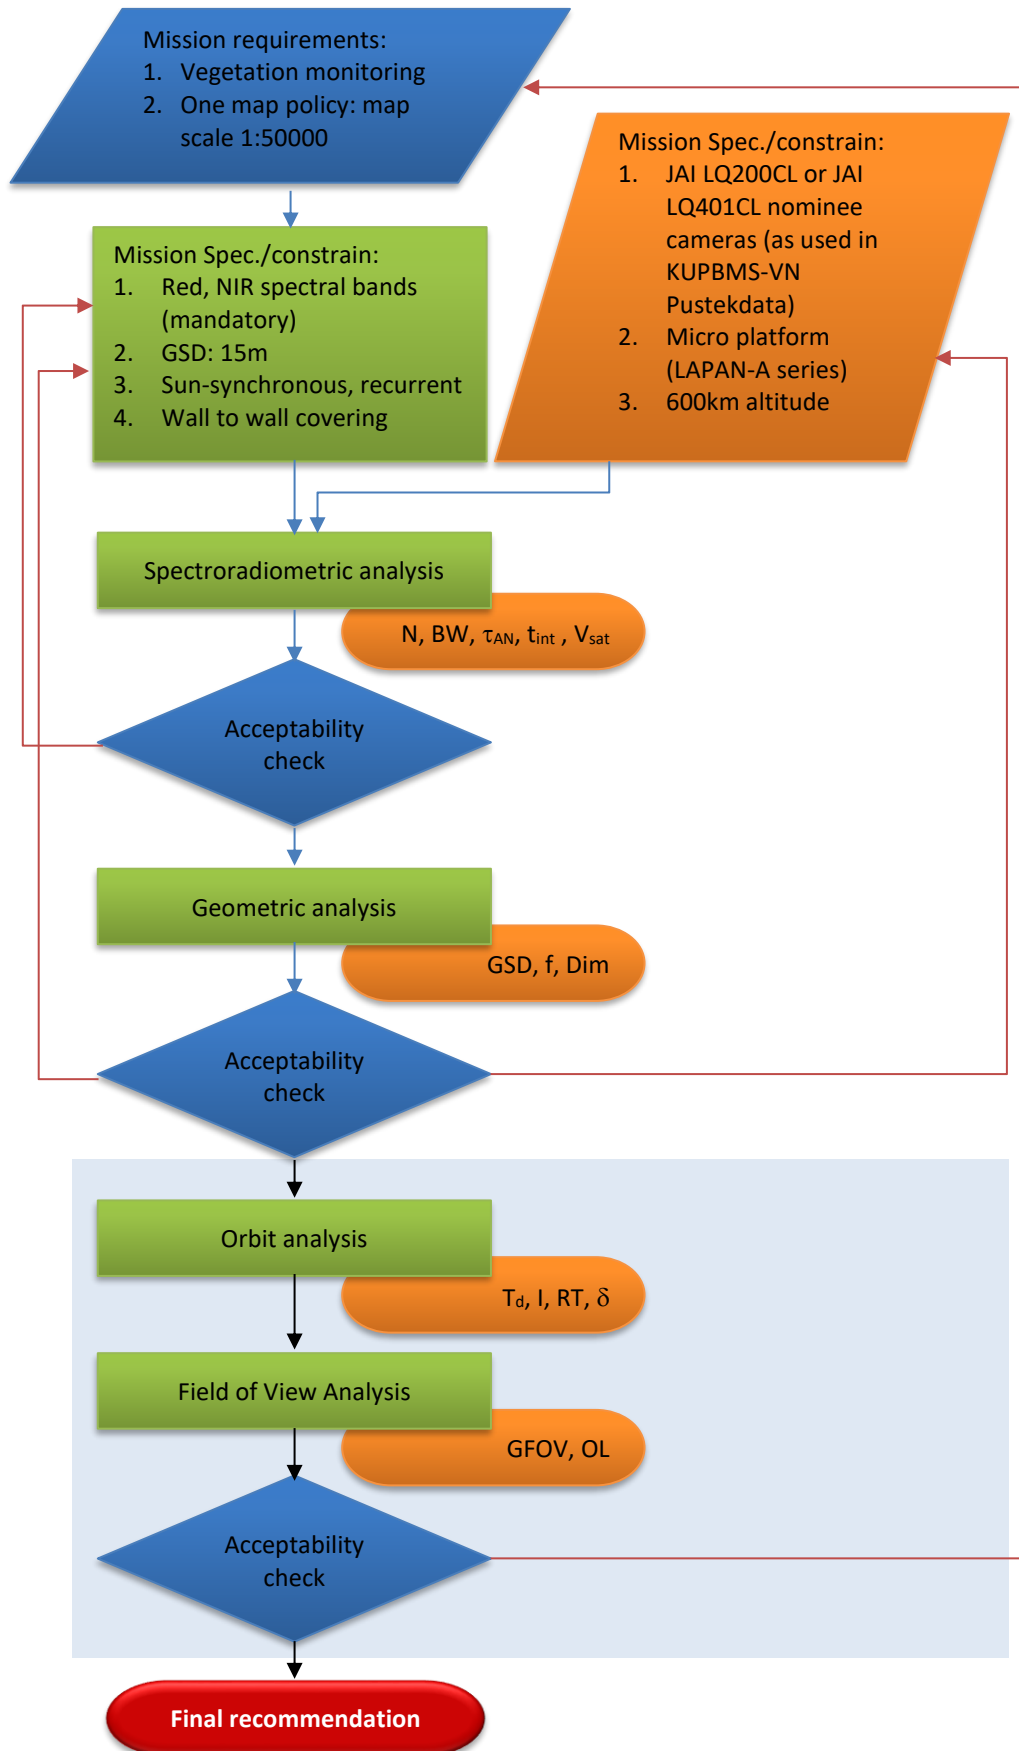 Mission requirements:
1. Vegetation monitoring
2. One map policy: map
scale 1:50000
Mission Spec./constrain:
1. JAI LQ200CL or JAI
LQ401CL nominee
cameras (as used in
KUPBMS-VN
Pustekdata)
2. Micro platform
(LAPAN-A series)
3. 600km altitude
Mission Spec./constrain:
1. Red, NIR spectral bands
(mandatory)
2. GSD: 15m
3. Sun-synchronous, recurrent
4. Wall to wall covering
Spectroradiometric analysis
N, BW, τAN, tint , Vsat
Acceptability
check
Geometric analysis
GSD, f, Dim
Acceptability
check
Orbit analysis
Td, I, RT, δ
Field of View Analysis
GFOV, OL
Acceptability
check
Final recommendation